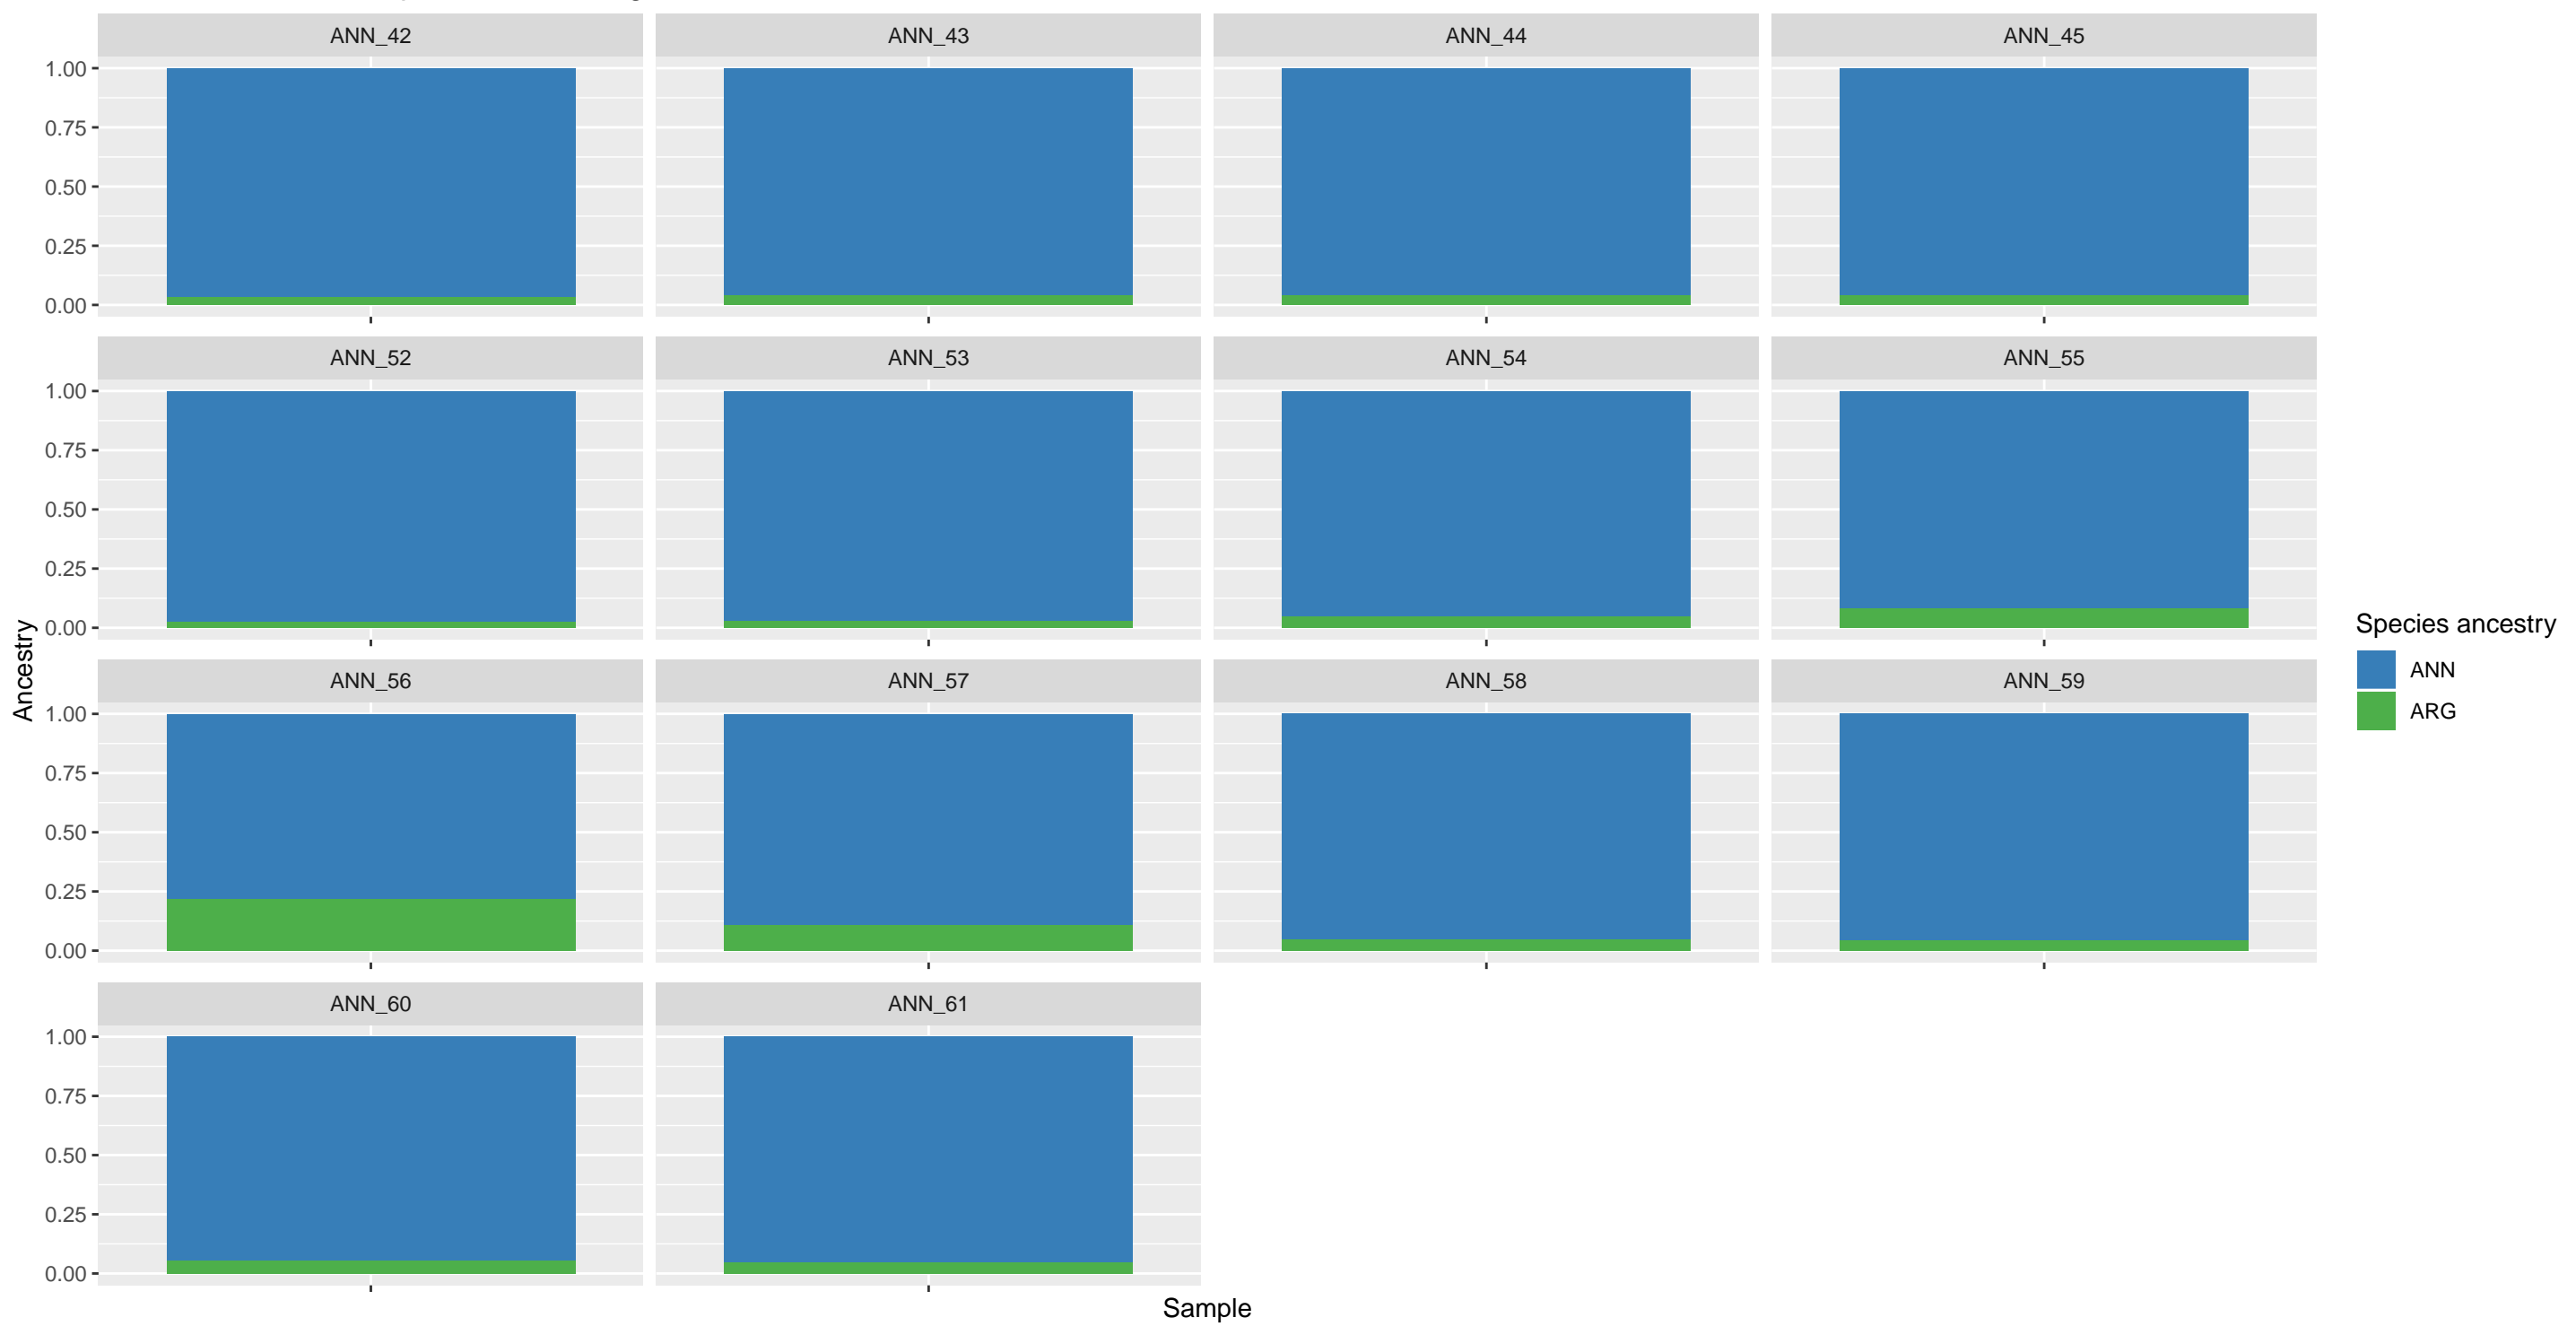 ANN_42 ANN_43 ANN_44 ANN_45
1.00
0.75
0.50
0.25
0.00
ANN_52 ANN_53 ANN_54 ANN_55
1.00
0.75
0.50
0.25
0.00
ANN_56 ANN_57 ANN_58 ANN_59
1.00
0.75
0.50
0.25
0.00
ANN_60 ANN_61
1.00
0.75
0.50
0.25
0.00
Ancestry
Sample
Species ancestry
ANN
ARG